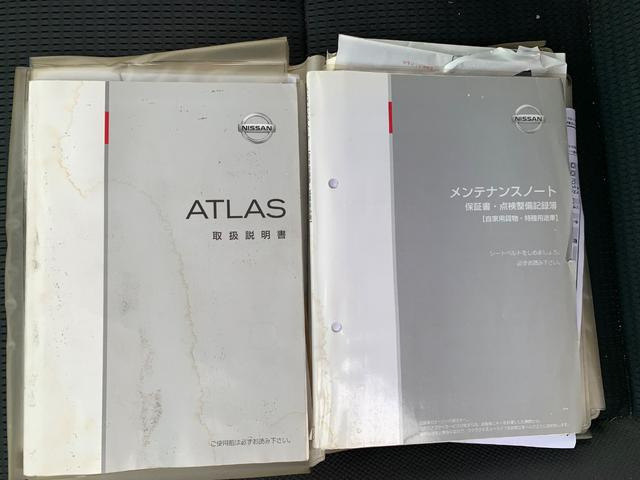 NISSAN
ATLAS
取扱説明書
ご使用前は必ずお読み下さい。
NISSAN
メンテナンスノート
保証書・点検整備記録簿
【自家用貨物・特種用途車】
シートベルトをしめましょう。
必ずお読み下さい。